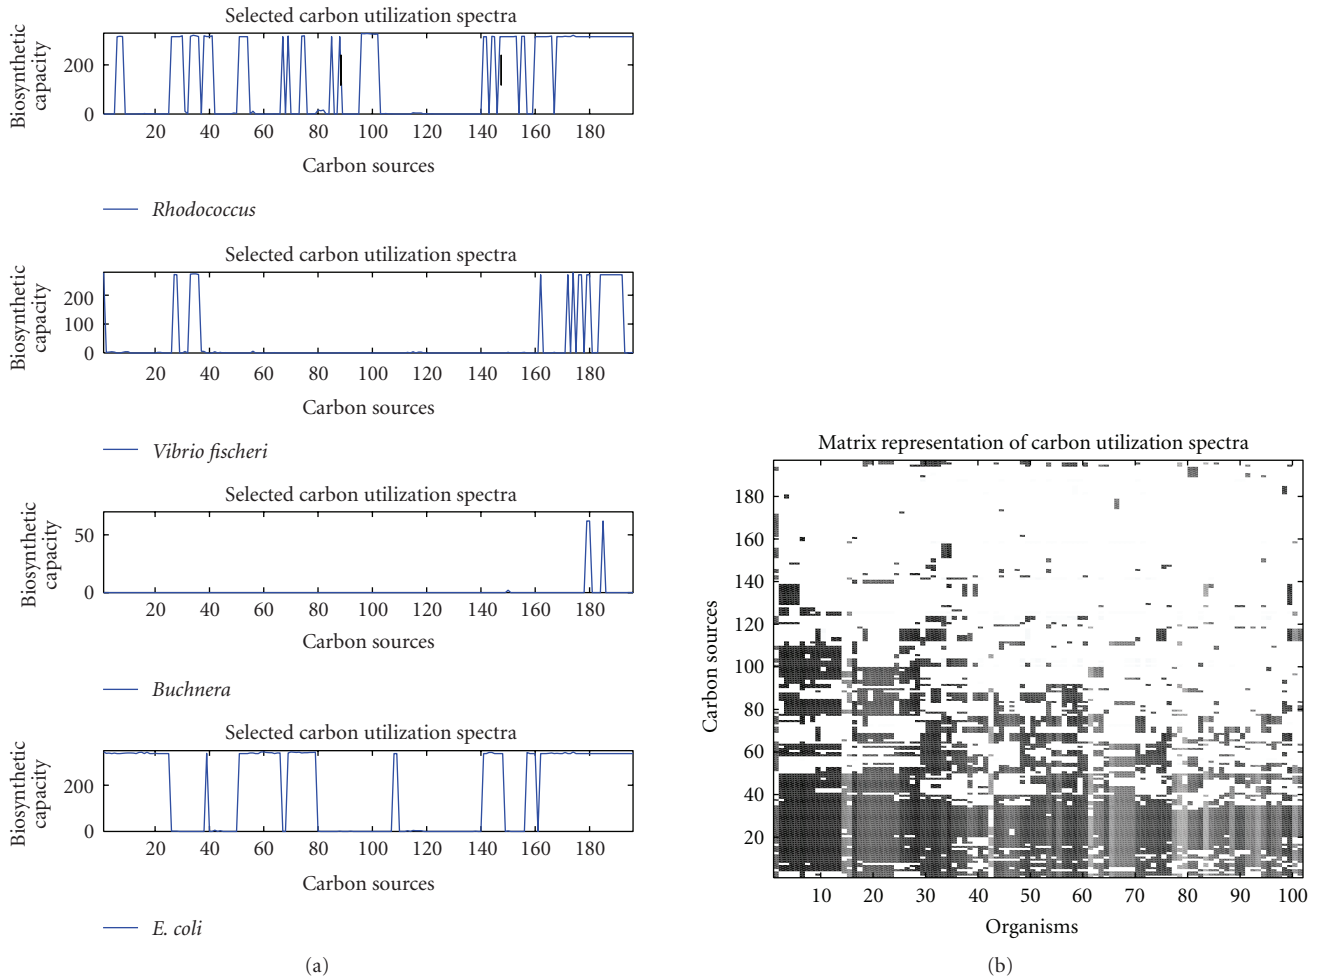 Selected carbon utilization spectra
Biosynthetic
capacity
200
0
20 40 60 80 100 120 140 160 180
Carbon sources
Rhodococcus
Selected carbon utilization spectra
Biosynthetic
capacity
200
100
0
20 40 60 80 100 120 140 160 180
Carbon sources
Vibrio fischeri
Selected carbon utilization spectra
Biosynthetic
capacity
50
0
20 40 60 80 100 120 140 160 180
Carbon sources
Buchnera
Selected carbon utilization spectra
Biosynthetic
capacity
200
0
20 40 60 80 100 120 140 160 180
Carbon sources
E. coli
(a)
Matrix representation of carbon utilization spectra
Carbon sources
180
160
140
120
100
80
60
40
20
10 20 30 40 50 60 70 80 90 100
Organisms
(b)